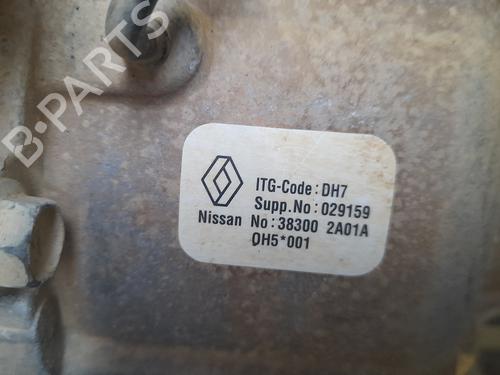 B-PARTS
ITG-Code: DH7
Supp.No: 029159
Nissan No: 38300 2A01A
DH5*001